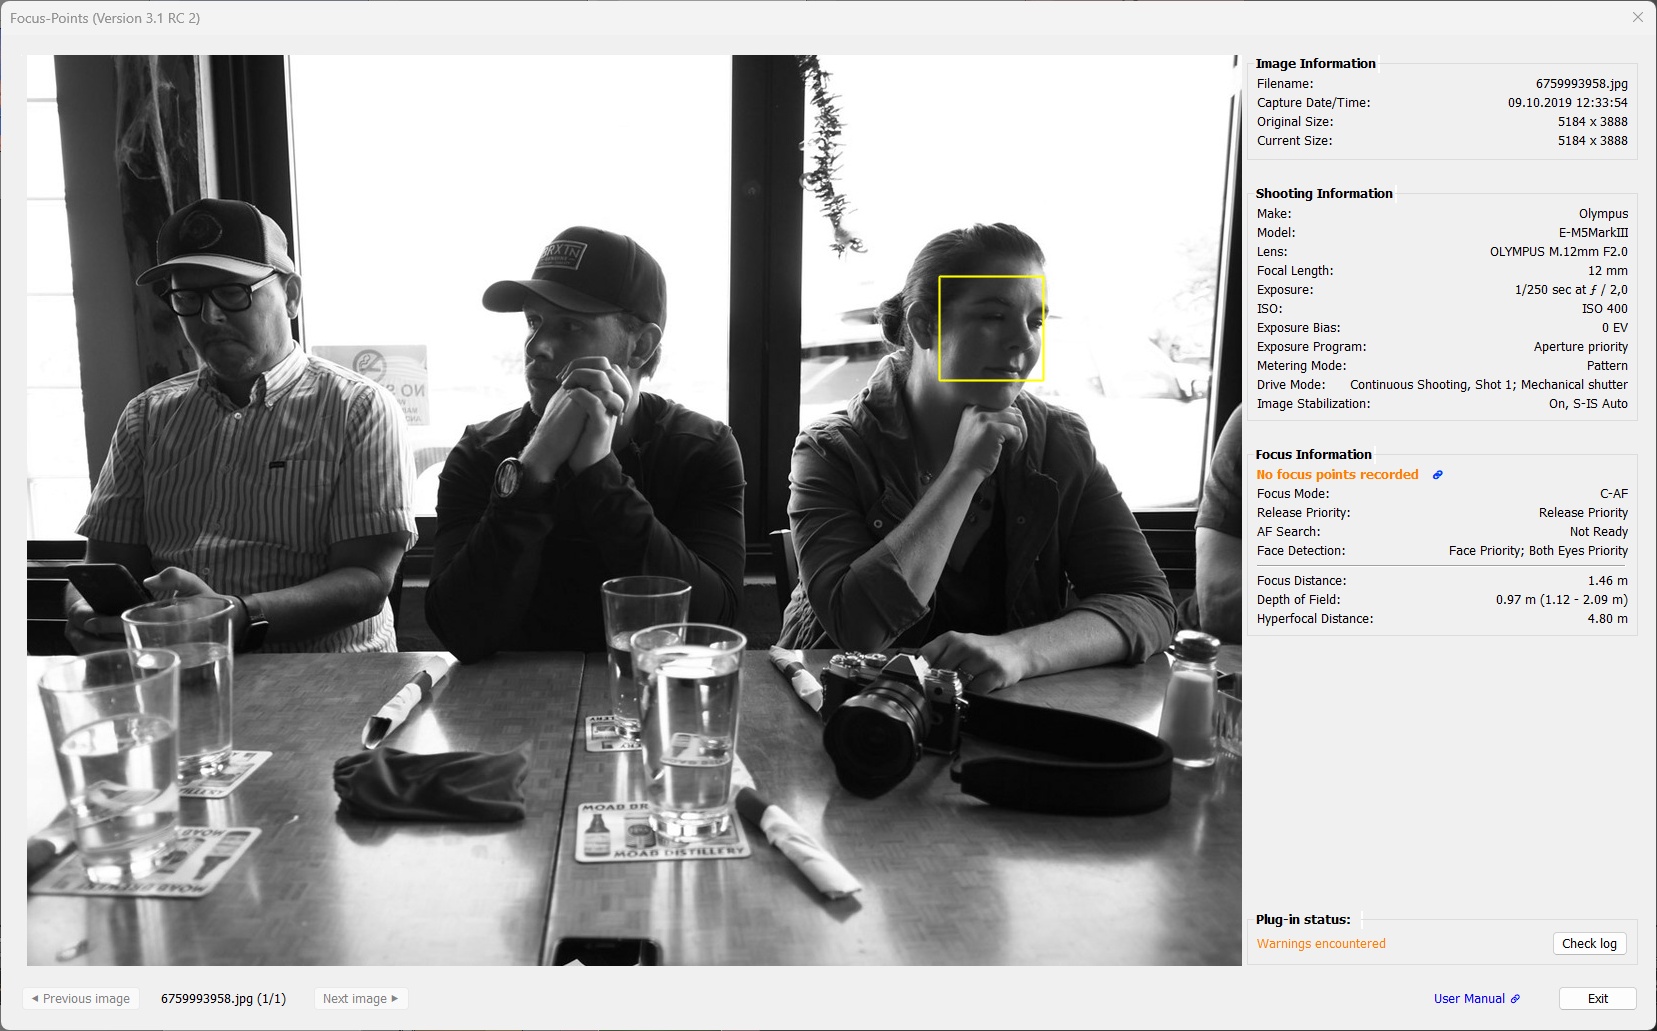 Focus-Points (Version 3.1 RC 2)
BRXTN
NO S
MOAB BR
MOAB DISTILLERY
MOAB BREWERY
Image Information
Filename: 6759993958.jpg
Capture Date/Time: 09.10.2019 12:33:54
Original Size: 5184 x 3888
Current Size: 5184 x 3888
Shooting Information
Make: Olympus
Model: E-M5MarkIII
Lens: OLYMPUS M.12mm F2.0
Focal Length: 12 mm
Exposure: 1/250 sec at ƒ / 2,0
ISO: ISO 400
Exposure Bias: 0 EV
Exposure Program: Aperture priority
Metering Mode: Pattern
Drive Mode: Continuous Shooting, Shot 1; Mechanical shutter
Image Stabilization: On, S-IS Auto
Focus Information
No focus points recorded
Focus Mode: C-AF
Release Priority: Release Priority
AF Search: Not Ready
Face Detection: Face Priority; Both Eyes Priority
Focus Distance: 1.46 m
Depth of Field: 0.97 m (1.12 - 2.09 m)
Hyperfocal Distance: 4.80 m
Plug-in status:
Warnings encountered Check log
Previous image 6759993958.jpg (1/1) Next image User Manual Exit